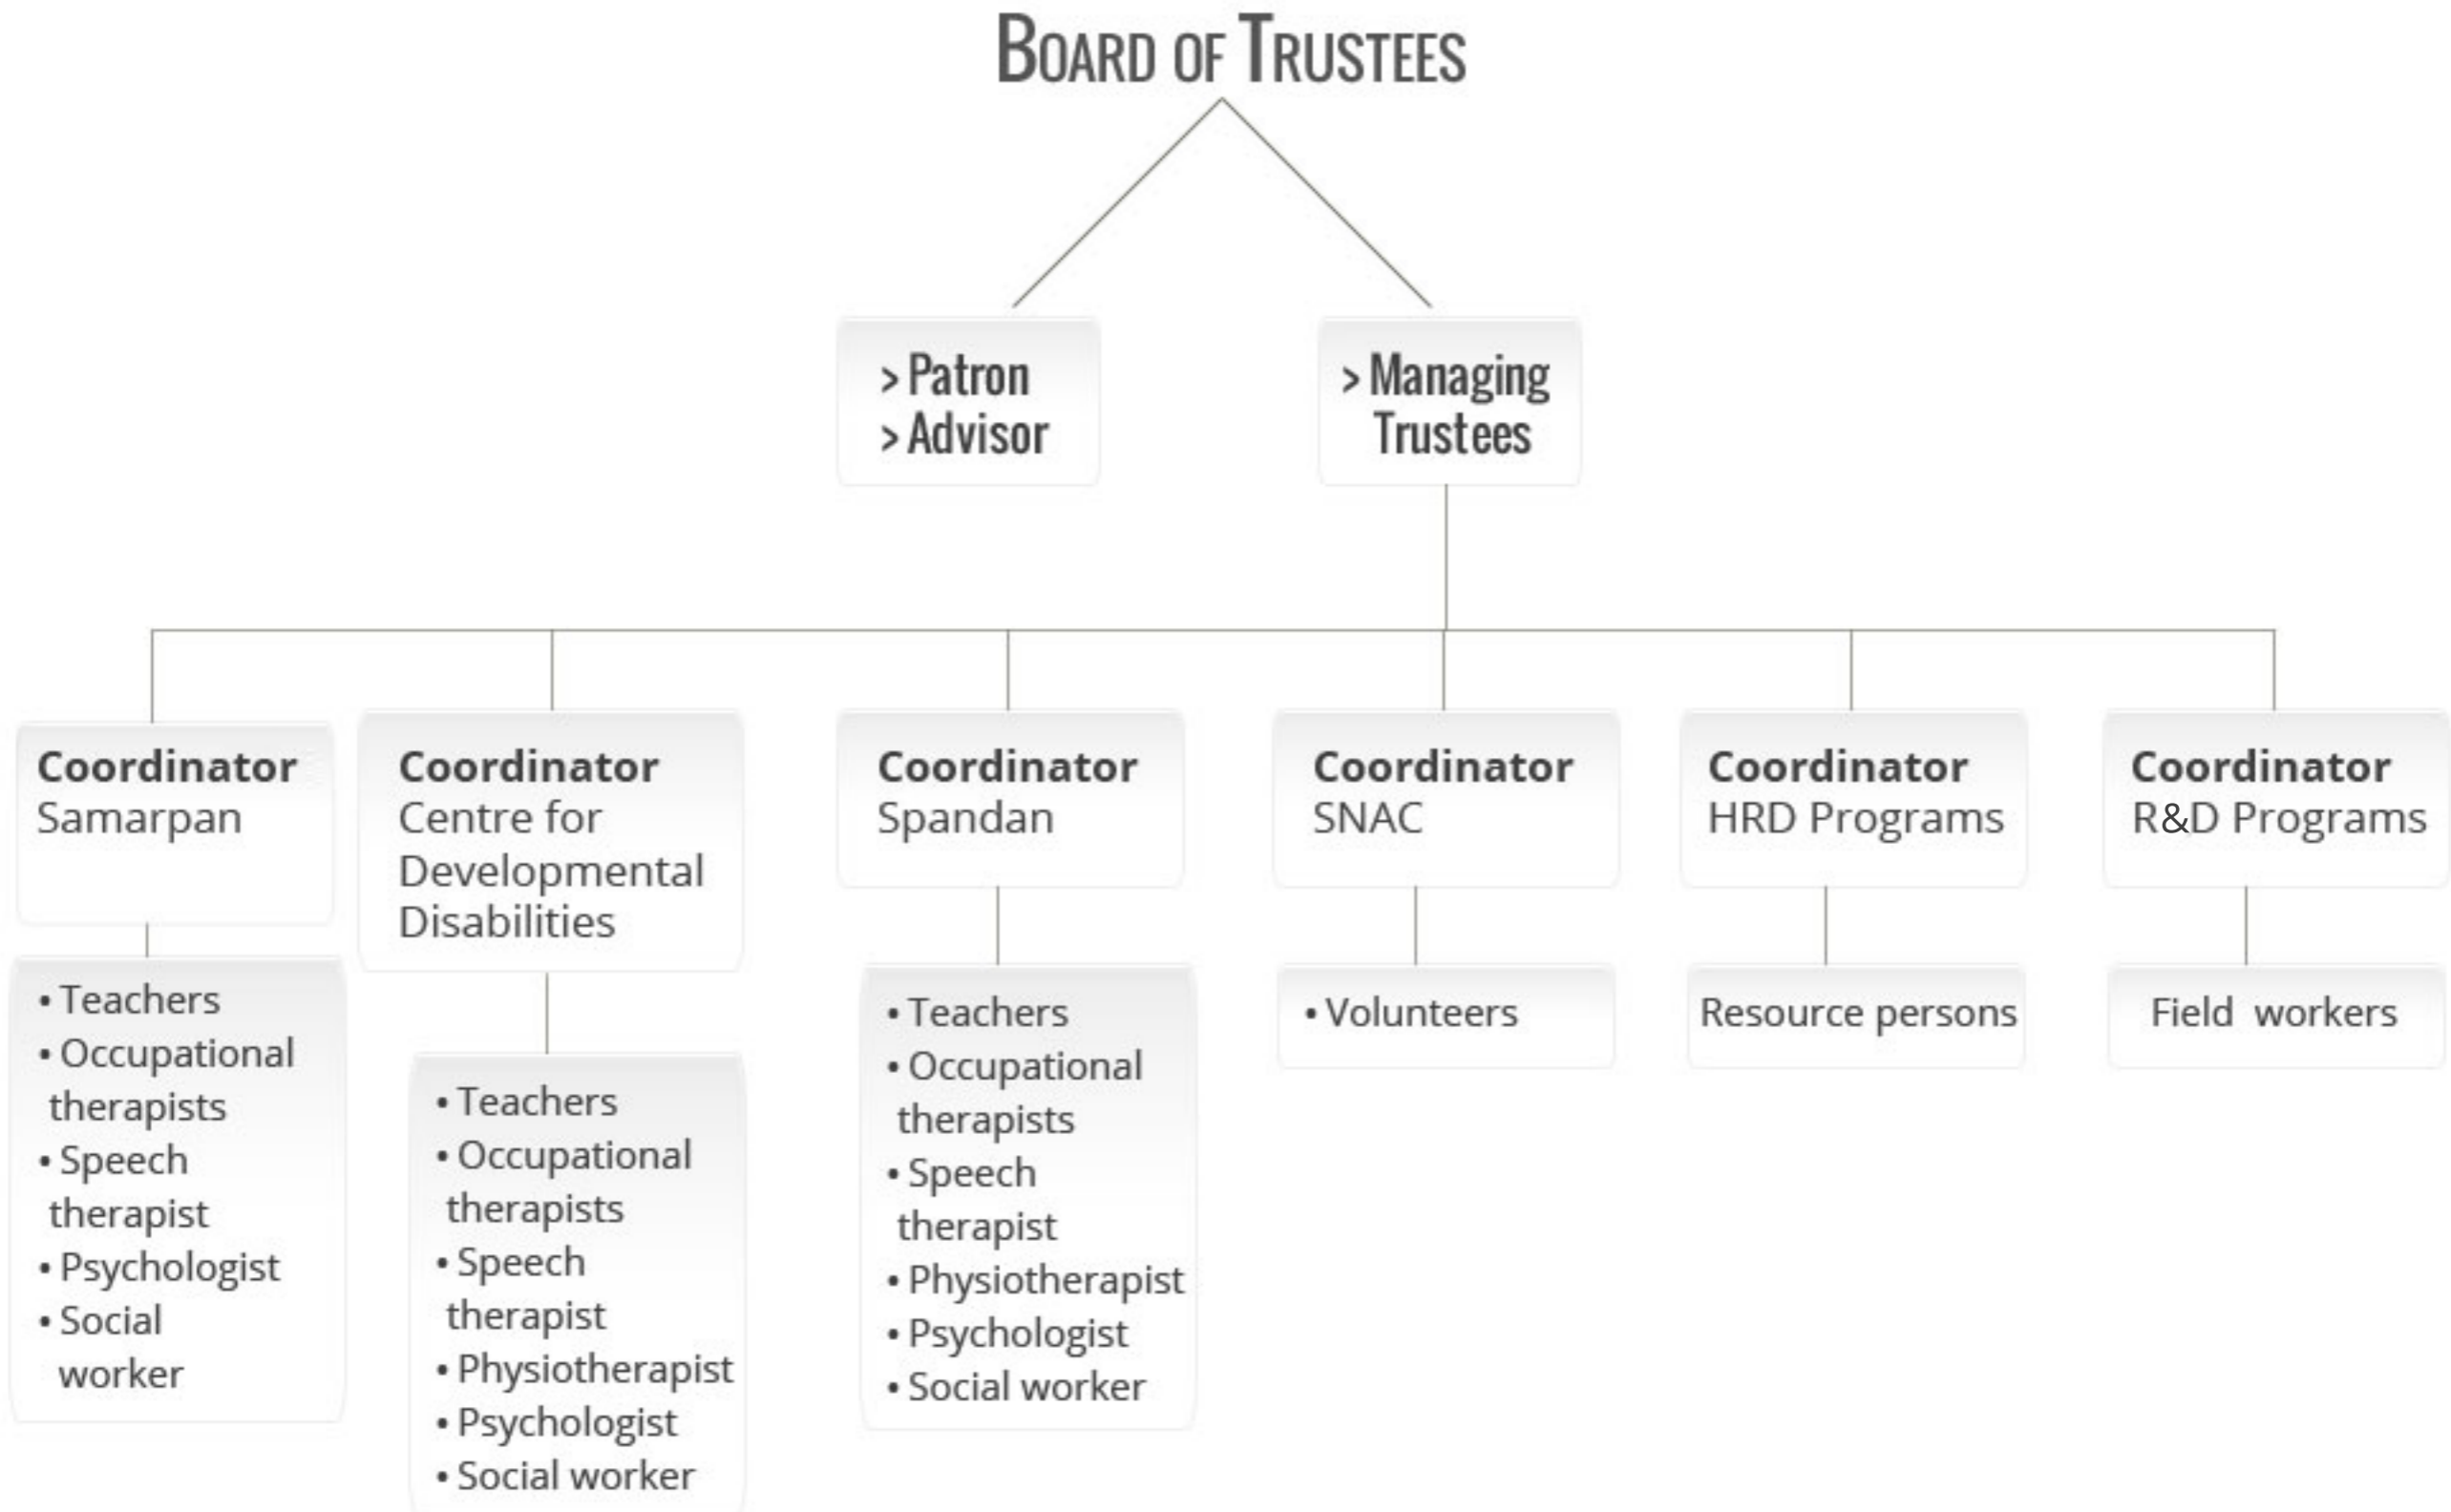 BOARD OF TRUSTEES
> Patron
> Advisor
> Managing
Trustees
Coordinator
Samarpan
Coordinator
Centre for
Developmental
Disabilities
Coordinator
Spandan
Coordinator
SNAC
Coordinator
HRD Programs
Coordinator
R&D Programs
• Teachers
• Occupational
therapists
• Speech
therapist
• Psychologist
• Social
worker
• Teachers
• Occupational
therapists
• Speech
therapist
• Physiotherapist
• Psychologist
• Social worker
• Teachers
• Occupational
therapists
• Speech
therapist
• Physiotherapist
• Psychologist
• Social worker
• Volunteers
Resource persons
Field workers